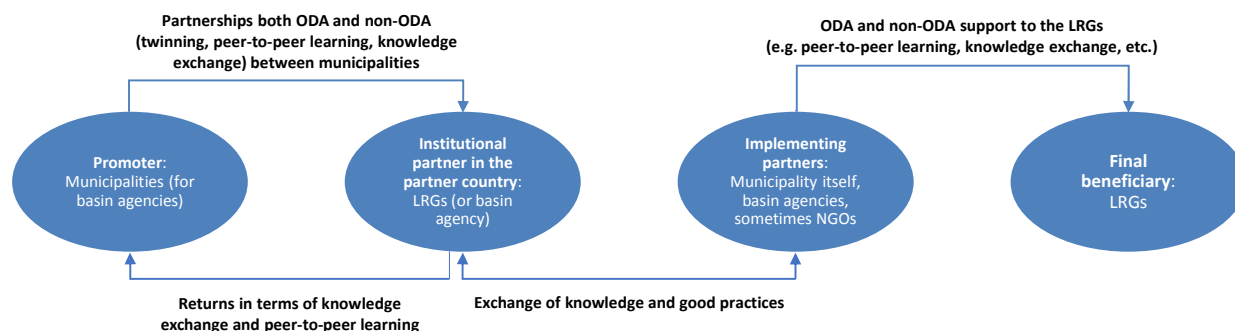 Partnerships both ODA and non-ODA
(twinning, peer-to-peer learning, knowledge
exchange) between municipalities
ODA and non-ODA support to the LRGs
(e.g. peer-to-peer learning, knowledge exchange, etc.)
Promoter:
Municipalities (for
basin agencies)
Institutional
partner in the
partner country:
LRGs (or basin
agency)
Implementing
partners:
Municipality itself,
basin agencies,
sometimes NGOs
Final
beneficiary:
LRGs
Returns in terms of knowledge
exchange and peer-to-peer learning
Exchange of knowledge and good practices